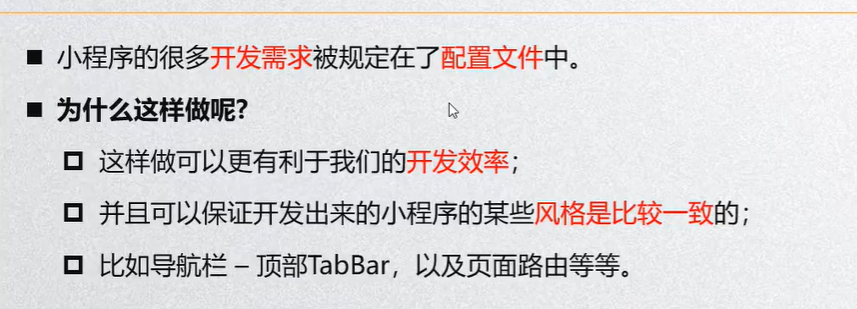 小程序的很多开发需求被规定在了配置文件中。
为什么这样做呢?
这样做可以更有利于我们的开发效率；
并且可以保证开发出来的小程序的某些风格是比较一致的；
比如导航栏 – 顶部TabBar，以及页面路由等等。